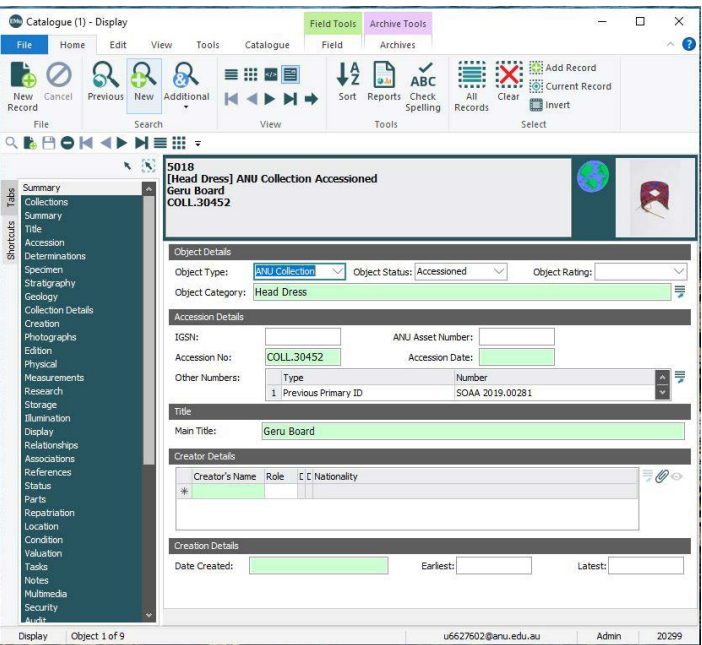 EMu Catalogue (1) - Display
Field Tools Archive Tools
File Home Edit View Tools Catalogue Field Archives
New Record
Cancel
Previous
New
Additional
Sort
Reports
ABC
Check Spelling
All Records
Clear
Add Record
Current Record
Invert
File Search View Tools Select
Tabs
Shortcuts
Summary
Collections
Summary
Title
Accession
Determinations
Specimen
Stratigraphy
Geology
Collection Details
Creation
Photographs
Edition
Physical
Measurements
Research
Storage
Illumination
Display
Relationships
Associations
References
Status
Parts
Repatriation
Location
Condition
Valuation
Tasks
Notes
Multimedia
Security
Audit
5018
[Head Dress] ANU Collection Accessioned
Geru Board
COLL.30452
Object Details
Object Type: ANU Collection Object Status: Accessioned Object Rating:
Object Category: Head Dress
Accession Details
IGSN: ANU Asset Number:
Accession No: COLL.30452 Accession Date:
Other Numbers: Type Number
1 Previous Primary ID SOAA 2019.00281
Title
Main Title: Geru Board
Creator Details
Creator's Name Role Nationality
Creation Details
Date Created: Earliest: Latest:
Display Object 1 of 9 u6627602@anu.edu.au Admin 20299